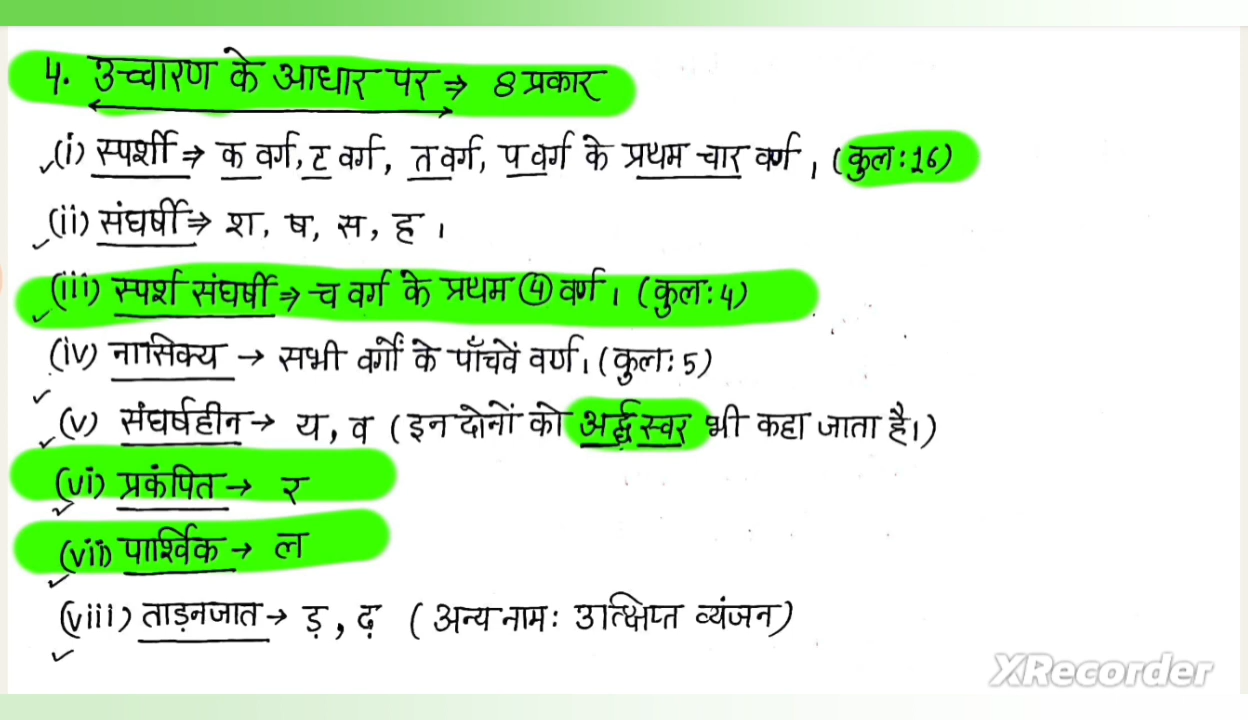 4. उच्चारण के आधार पर ⇒ 8 प्रकार
(i) स्पर्शी ⇒ क वर्ग, ट वर्ग, त वर्ग, प वर्ग के प्रथम चार वर्ण, (कुल: 16)
(ii) संघर्षी ⇒ श, ष, स, ह ।
(iii) स्पर्श संघर्षी ⇒ च वर्ग के प्रथम ④ वर्ण। (कुल: 4)
(iv) नासिक्य → सभी वर्गों के पाँचवें वर्ण। (कुल: 5)
(v) संघर्षहीन → य, व (इन दोनों को अर्द्ध स्वर भी कहा जाता है।)
(vi) प्रकंपित → र
(vii) पार्श्विक → ल
(viii) ताड़नजात → ड़, ढ़ (अन्य नाम: उत्क्षिप्त व्यंजन)
XRecorder